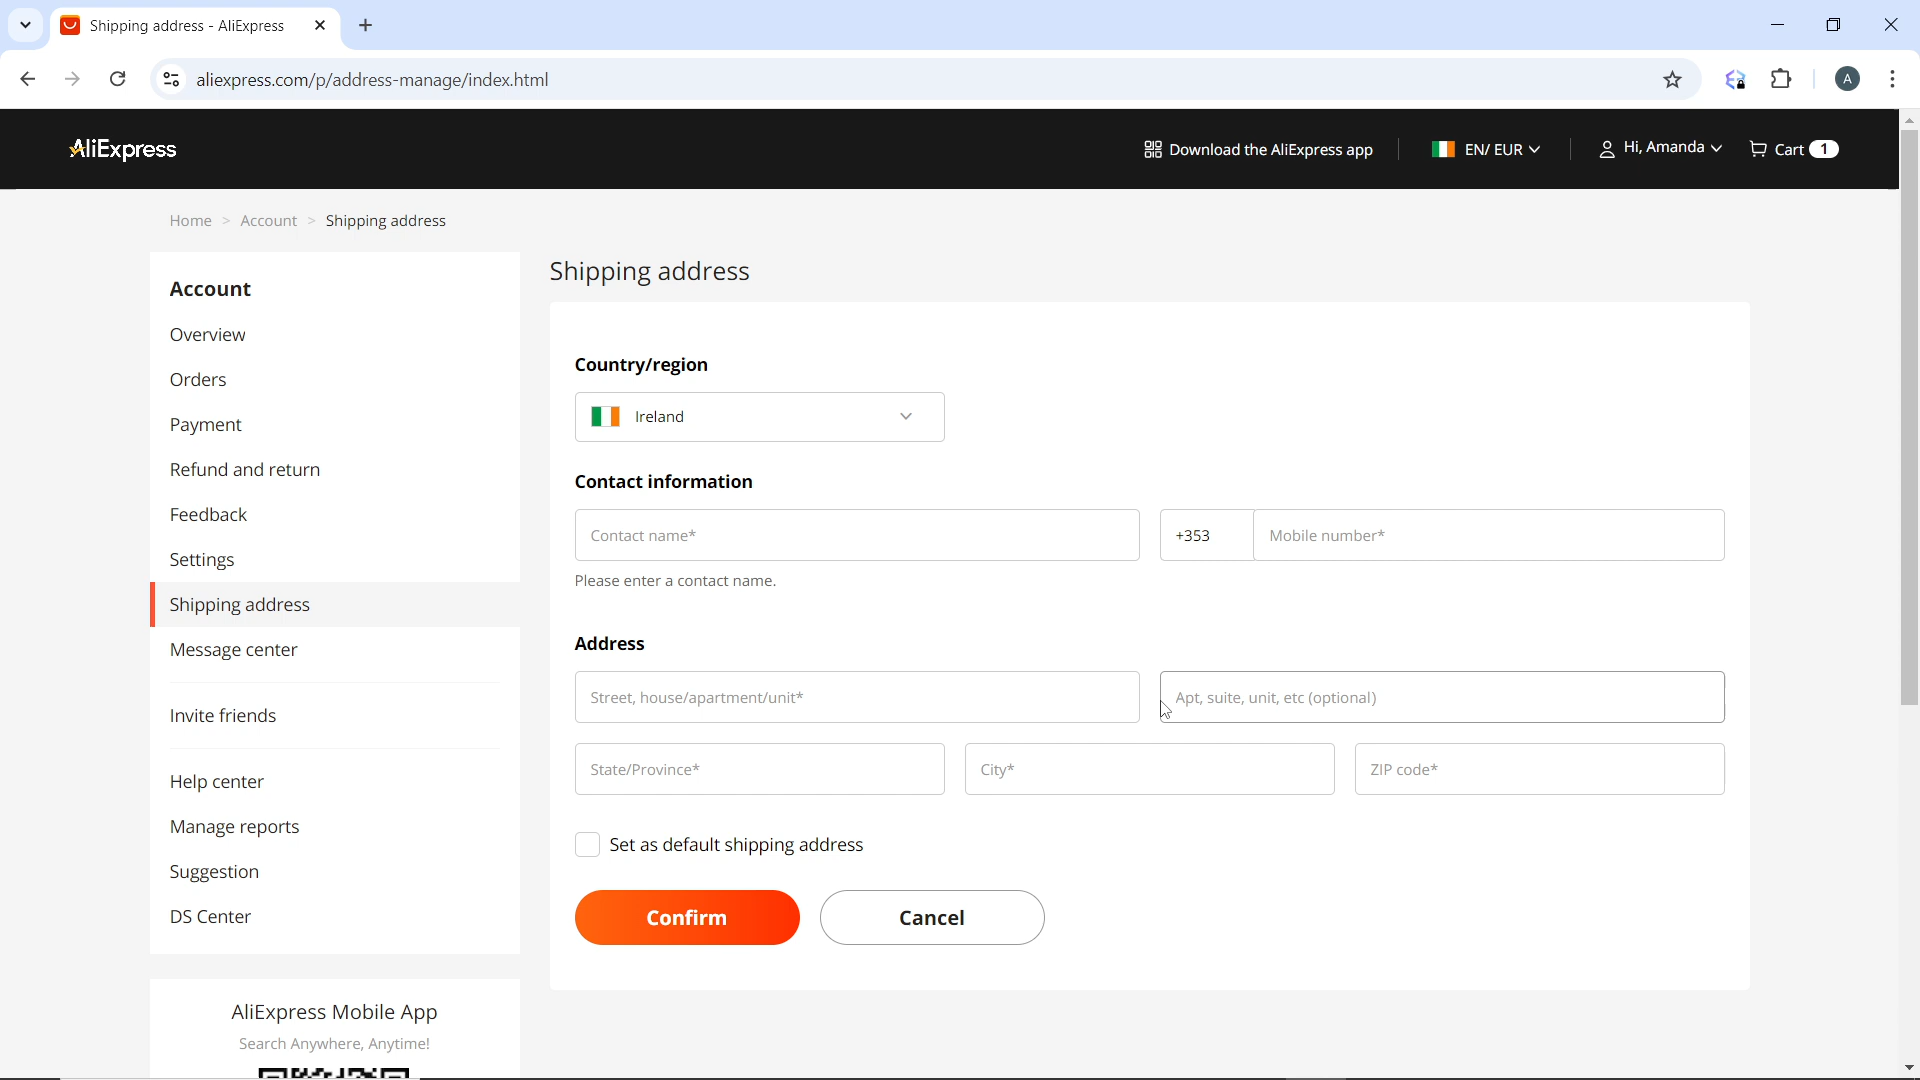 Shipping address - AliExpress
aliexpress.com/p/address-manage/index.html
A
AliExpress
Download the AliExpress app
EN/ EUR
Hi, Amanda
Cart 1
Home > Account > Shipping address
Account
Overview
Orders
Payment
Refund and return
Feedback
Settings
Shipping address
Message center
Invite friends
Help center
Manage reports
Suggestion
DS Center
AliExpress Mobile App
Search Anywhere, Anytime!
Shipping address
Country/region
Ireland
Contact information
Contact name*
+353
Mobile number*
Please enter a contact name.
Address
Street, house/apartment/unit*
Apt, suite, unit, etc (optional)
State/Province*
City*
ZIP code*
Set as default shipping address
Confirm
Cancel